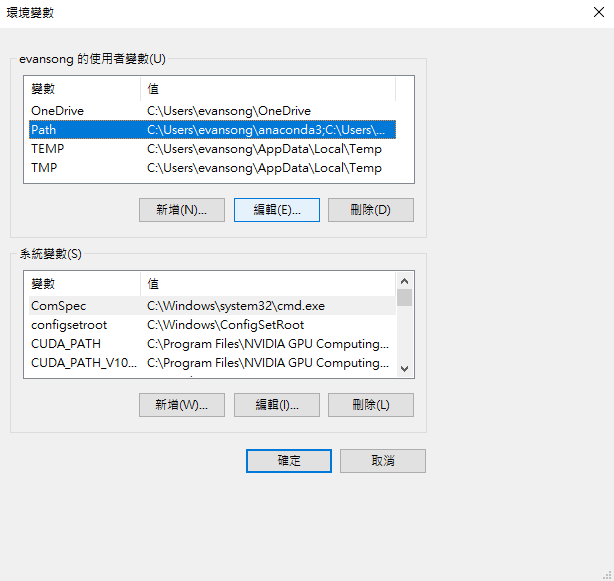 環境變數
evansong 的使用者變數(U)
變數 值
OneDrive C:\Users\evansong\OneDrive
Path C:\Users\evansong\anaconda3;C:\Users\...
TEMP C:\Users\evansong\AppData\Local\Temp
TMP C:\Users\evansong\AppData\Local\Temp
新增(N)... 編輯(E)... 刪除(D)
系統變數(S)
變數 值
ComSpec C:\Windows\system32\cmd.exe
configsetroot C:\Windows\ConfigSetRoot
CUDA_PATH C:\Program Files\NVIDIA GPU Computing...
CUDA_PATH_V10... C:\Program Files\NVIDIA GPU Computing...
新增(W)... 編輯(I)... 刪除(L)
確定 取消